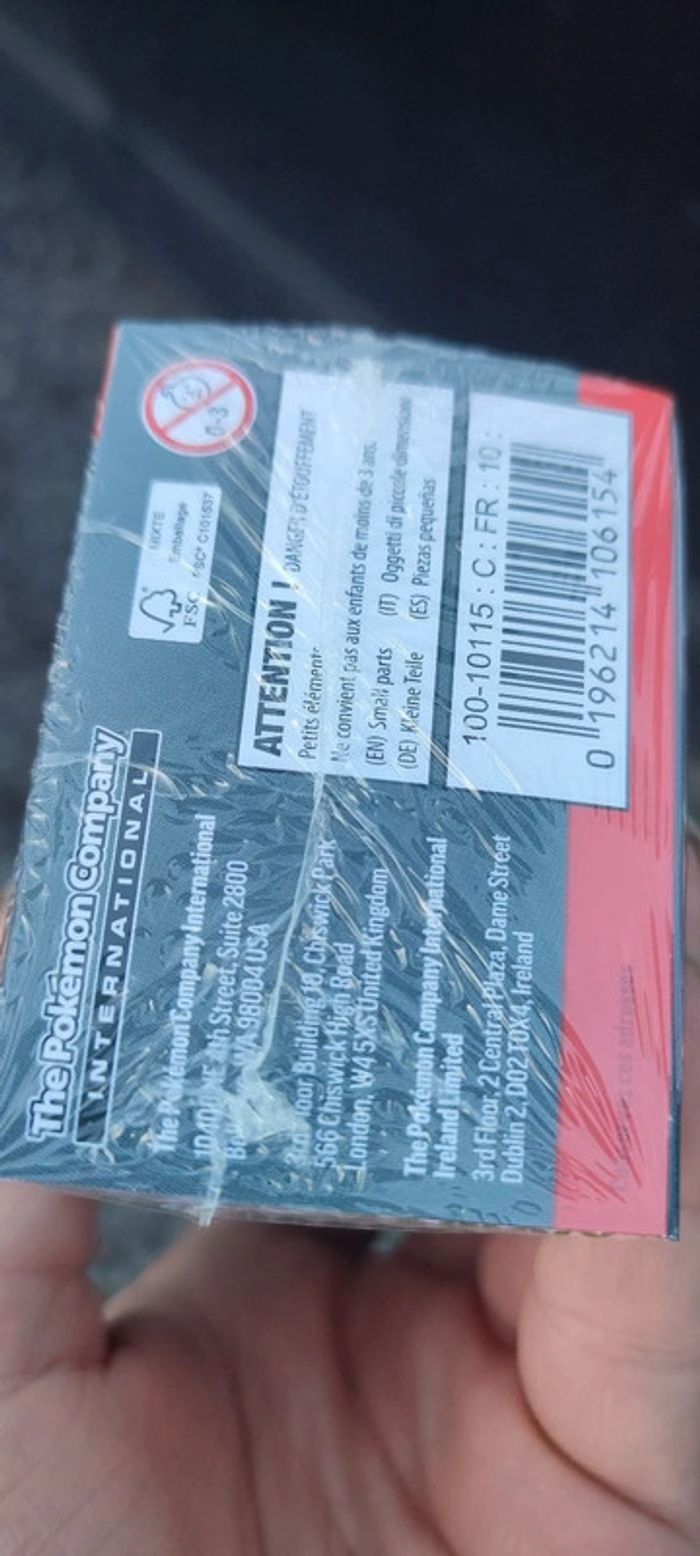 The Pokémon Company
INTERNATIONAL
The Pokémon Company International
Street, Suite 2800
WA 98004 USA
Floor Building 10, Chiswick Park
566 Chiswick High Road
London, W4 5XS United Kingdom
The Pokémon Company International
Ireland Limited
3rd Floor, 2 Central Plaza, Dame Street
Dublin 2, D02 T0X4, Ireland
MIXTE
Emballage
FSC
FSC® C101537
0-3
ATTENTION ! DANGER D'ÉTOUFFEMENT
Petits éléments
Ne convient pas aux enfants de moins de 3 ans.
(EN) Small parts (IT) Oggetti di piccole dimensioni
(DE) Kleine Teile (ES) Piezas pequeñas
100-10115 : C : FR : 10 :
0 196214 106154
ces adresses